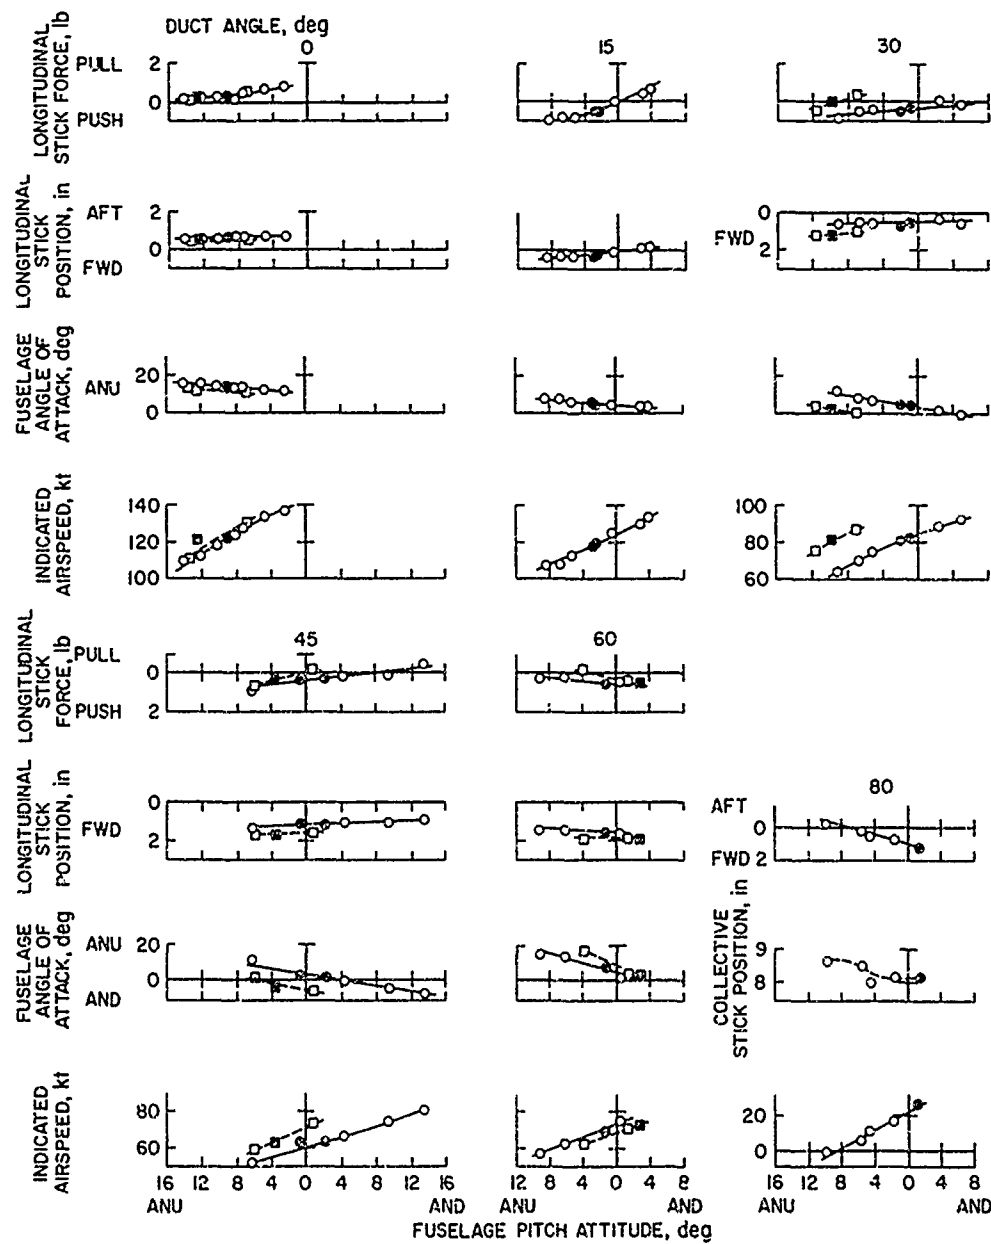 DUCT ANGLE, deg
0
15
30
LONGITUDINAL
STICK FORCE, lb
PULL
2
0
PUSH
LONGITUDINAL
STICK
POSITION, in
AFT
2
0
FWD
0
FWD
2
FUSELAGE
ANGLE OF
ATTACK, deg
ANU
20
0
INDICATED
AIRSPEED, kt
140
120
100
100
80
60
45
60
LONGITUDINAL
STICK
FORCE, lb
PULL
0
PUSH
2
LONGITUDINAL
STICK
POSITION, in
0
FWD
2
80
AFT
0
FWD 2
FUSELAGE
ANGLE OF
ATTACK, deg
ANU
20
0
AND
COLLECTIVE
STICK POSITION, in
9
8
INDICATED
AIRSPEED, kt
80
60
20
0
16 12 8 4 0 4 8 12 16
12 8 4 0 4 8
16 12 8 4 0 4 8
ANU AND
ANU AND
ANU AND
FUSELAGE PITCH ATTITUDE, deg